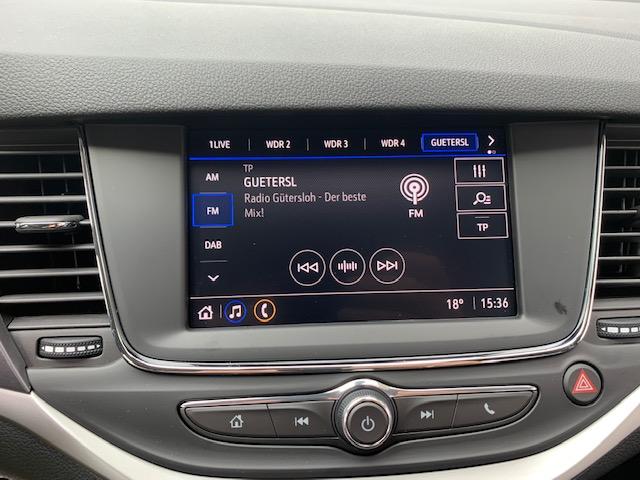 1LIVE WDR 2 WDR 3 WDR 4 GUETERSL
AM
TP
GUETERSL
FM
Radio Gütersloh - Der beste
Mix!
FM
TP
DAB
18° 15:36